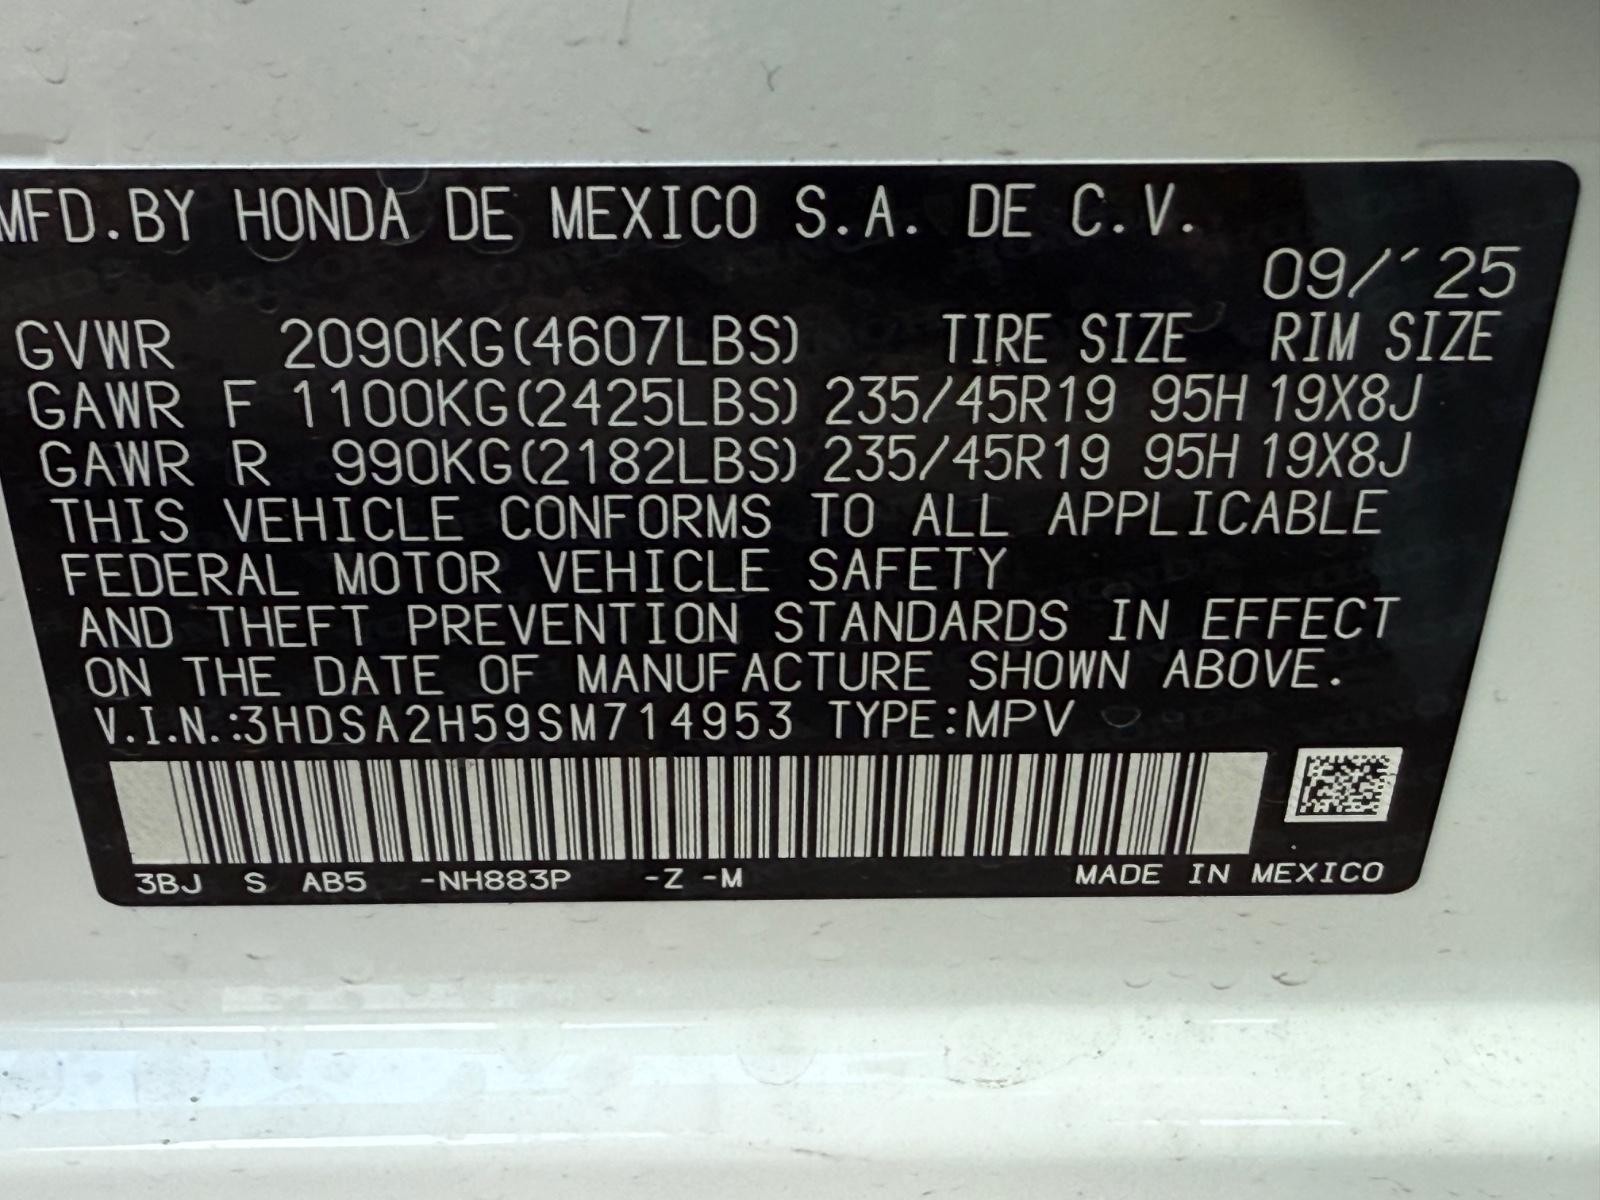 MFD.BY HONDA DE MEXICO S.A. DE C.V.
09/´25
GVWR 2090KG(4607LBS) TIRE SIZE RIM SIZE
GAWR F 1100KG(2425LBS) 235/45R19 95H 19X8J
GAWR R 990KG(2182LBS) 235/45R19 95H 19X8J
THIS VEHICLE CONFORMS TO ALL APPLICABLE
FEDERAL MOTOR VEHICLE SAFETY
AND THEFT PREVENTION STANDARDS IN EFFECT
ON THE DATE OF MANUFACTURE SHOWN ABOVE.
V.I.N.:3HDSA2H59SM714953 TYPE:MPV
3BJ S AB5 -NH883P -Z -M MADE IN MEXICO